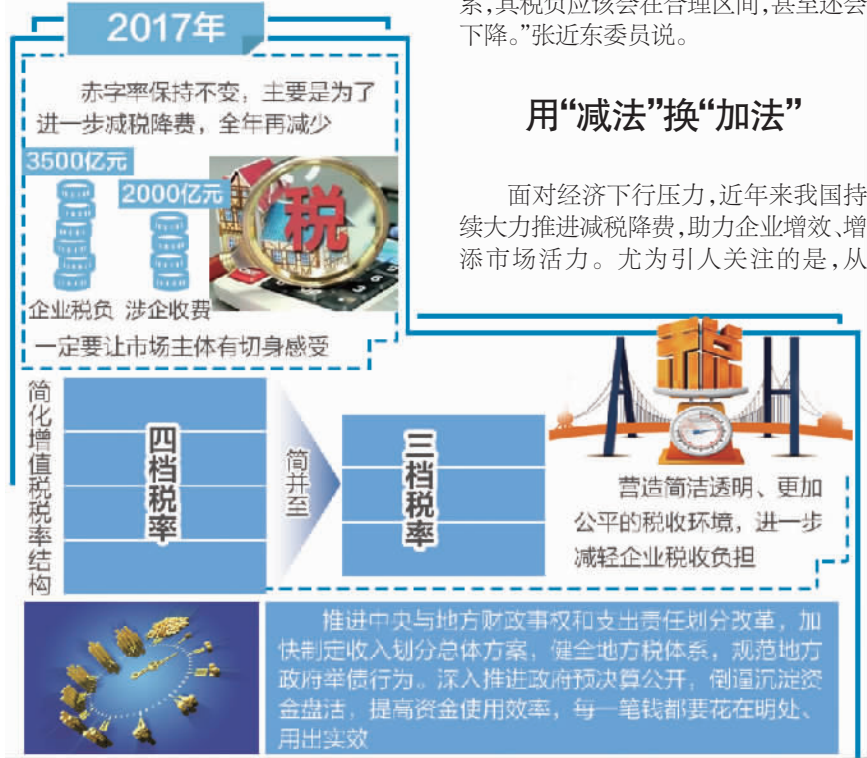 系,其税负应该会在合理区间,甚至还会
下降。”张近东委员说。
用“减法”换“加法”
面对经济下行压力,近年来我国持
续大力推进减税降费,助力企业增效、增
添市场活力。尤为引人关注的是,从
2017年
赤字率保持不变，主要是为了
进一步减税降费，全年再减少
3500亿元
2000亿元
税
企业税负 涉企收费
一定要让市场主体有切身感受
简化增值税税率结构
四档税率
简并至
三档税率
税
营造简洁透明、更加
公平的税收环境，进一步
减轻企业税收负担
推进中央与地方财政事权和支出责任划分改革，加
快制定收入划分总体方案，健全地方税体系，规范地方
政府举债行为。深入推进政府预决算公开，倒逼沉淀资
金盘活，提高资金使用效率，每一笔钱都要花在明处、
用出实效